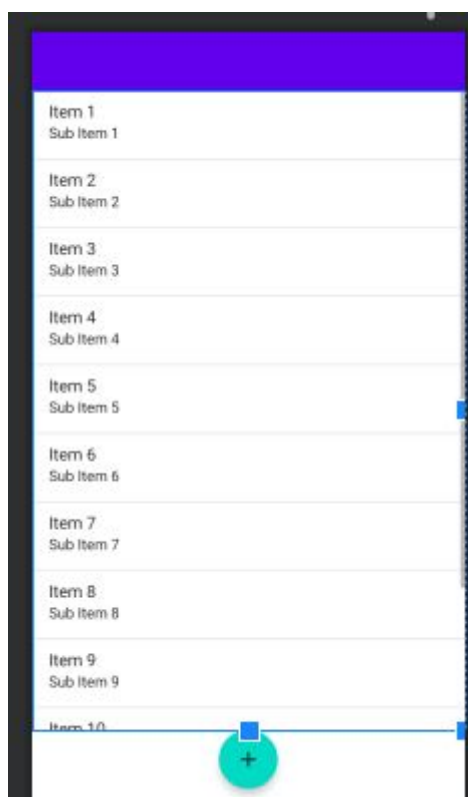 Item 1
Sub Item 1
Item 2
Sub Item 2
Item 3
Sub Item 3
Item 4
Sub Item 4
Item 5
Sub Item 5
Item 6
Sub Item 6
Item 7
Sub Item 7
Item 8
Sub Item 8
Item 9
Sub Item 9
Item 10
+